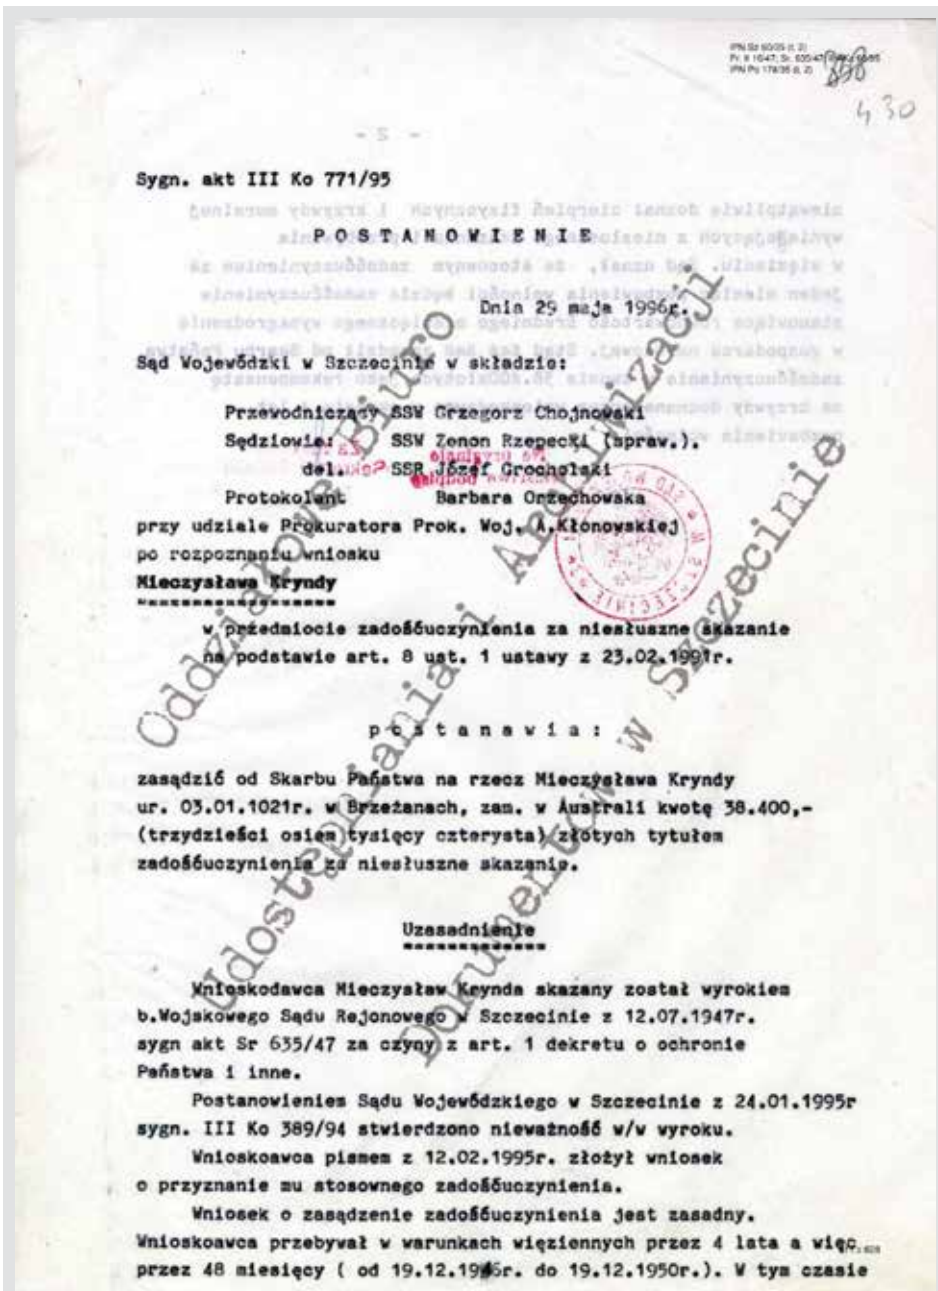 IPN Sz 60/35 (t. 2)
430
Sygn. akt III Ko 771/95
P O S T A N O W I E N I E
Dnia 29 maja 1996r.
Sąd Wojewódzki w Szczecinie w składzie:
Przewodniczący SSW Grzegorz Chojnowski
Sędziowie: SSW Zenon Rzepecki (spraw.).
del. SSR Józef Grocholski
Protokolant Barbara Orzechowska
przy udziale Prokuratora Prok. Woj. A.Kłonowskiej
po rozpoznaniu wniosku
Mieczysława Kryndy
w przedmiocie zadośćuczynienia za niesłuszne skazanie
na podstawie art. 8 ust. 1 ustawy z 23.02.1991r.
p o s t a n a w i a :
zasądzić od Skarbu Państwa na rzecz Mieczysława Kryndy
ur. 03.01.1021r. w Brzeżanach, zam. w Australi kwotę 38.400,-
(trzydzieści osiem tysięcy czterysta) złotych tytułem
zadośćuczynienia za niesłuszne skazanie.
Uzasadnienie
Wnioskodawca Mieczysław Krynda skazany został wyrokiem
b.Wojskowego Sądu Rejonowego w Szczecinie z 12.07.1947r.
sygn akt Sr 635/47 za czyny z art. 1 dekretu o ochronie
Państwa i inne.
Postanowieniem Sądu Wojewódzkiego w Szczecinie z 24.01.1995r
sygn. III Ko 389/94 stwierdzono nieważność w/w wyroku.
Wnioskoawca pismem z 12.02.1995r. złożył wniosek
o przyznanie mu stosownego zadośćuczynienia.
Wniosek o zasądzenie zadośćuczynienia jest zasadny.
Wnioskoawca przebywał w warunkach więziennych przez 4 lata a więc
przez 48 miesięcy ( od 19.12.1946r. do 19.12.1950r.). W tym czasie
Oddziałowe Biuro
Udostępniania i Archiwizacji
Dokumentów w Szczecinie